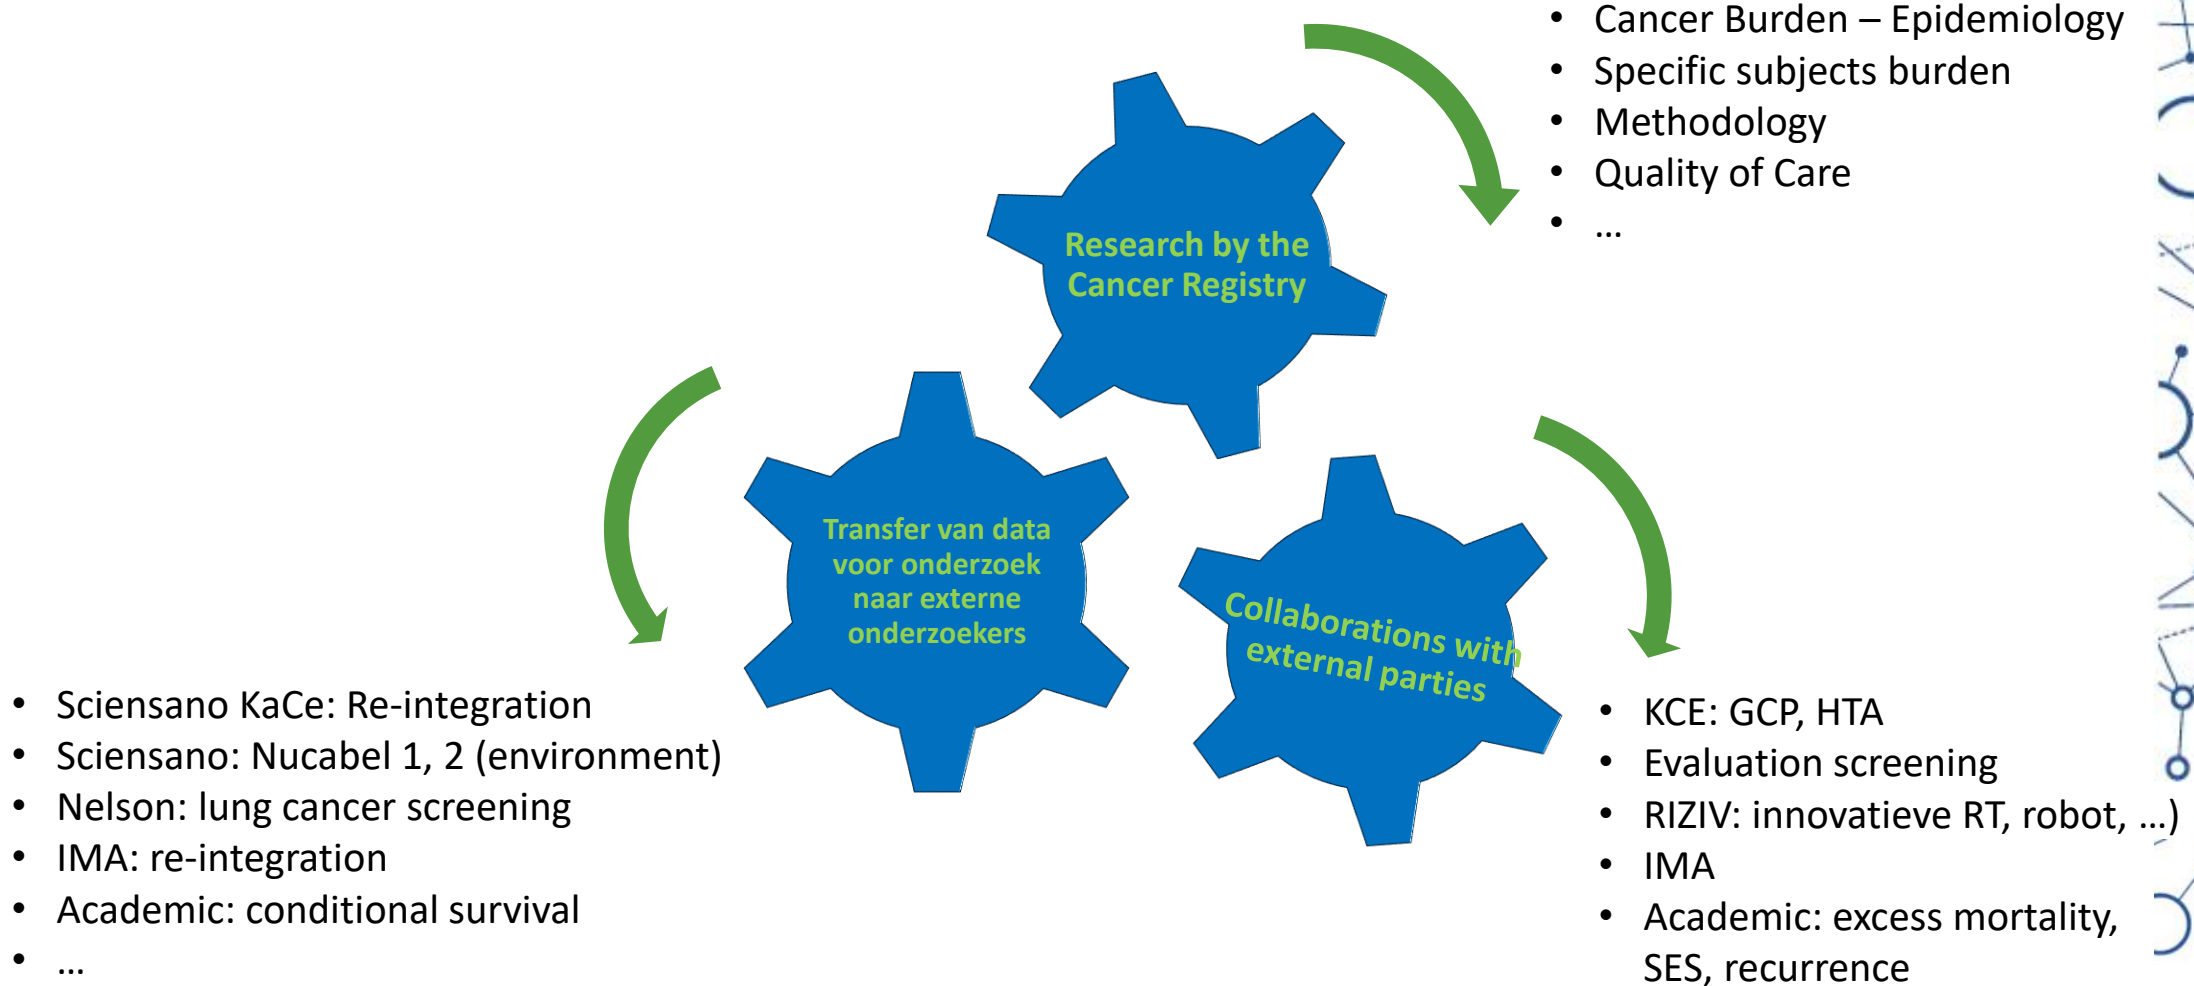 • Cancer Burden – Epidemiology
• Specific subjects burden
• Methodology
• Quality of Care
• …
Research by the
Cancer Registry
Transfer van data
voor onderzoek
naar externe
onderzoekers
Collaborations with
external parties
• Sciensano KaCe: Re-integration
• Sciensano: Nucabel 1, 2 (environment)
• Nelson: lung cancer screening
• IMA: re-integration
• Academic: conditional survival
• …
• KCE: GCP, HTA
• Evaluation screening
• RIZIV: innovatieve RT, robot, …)
• IMA
• Academic: excess mortality,
SES, recurrence